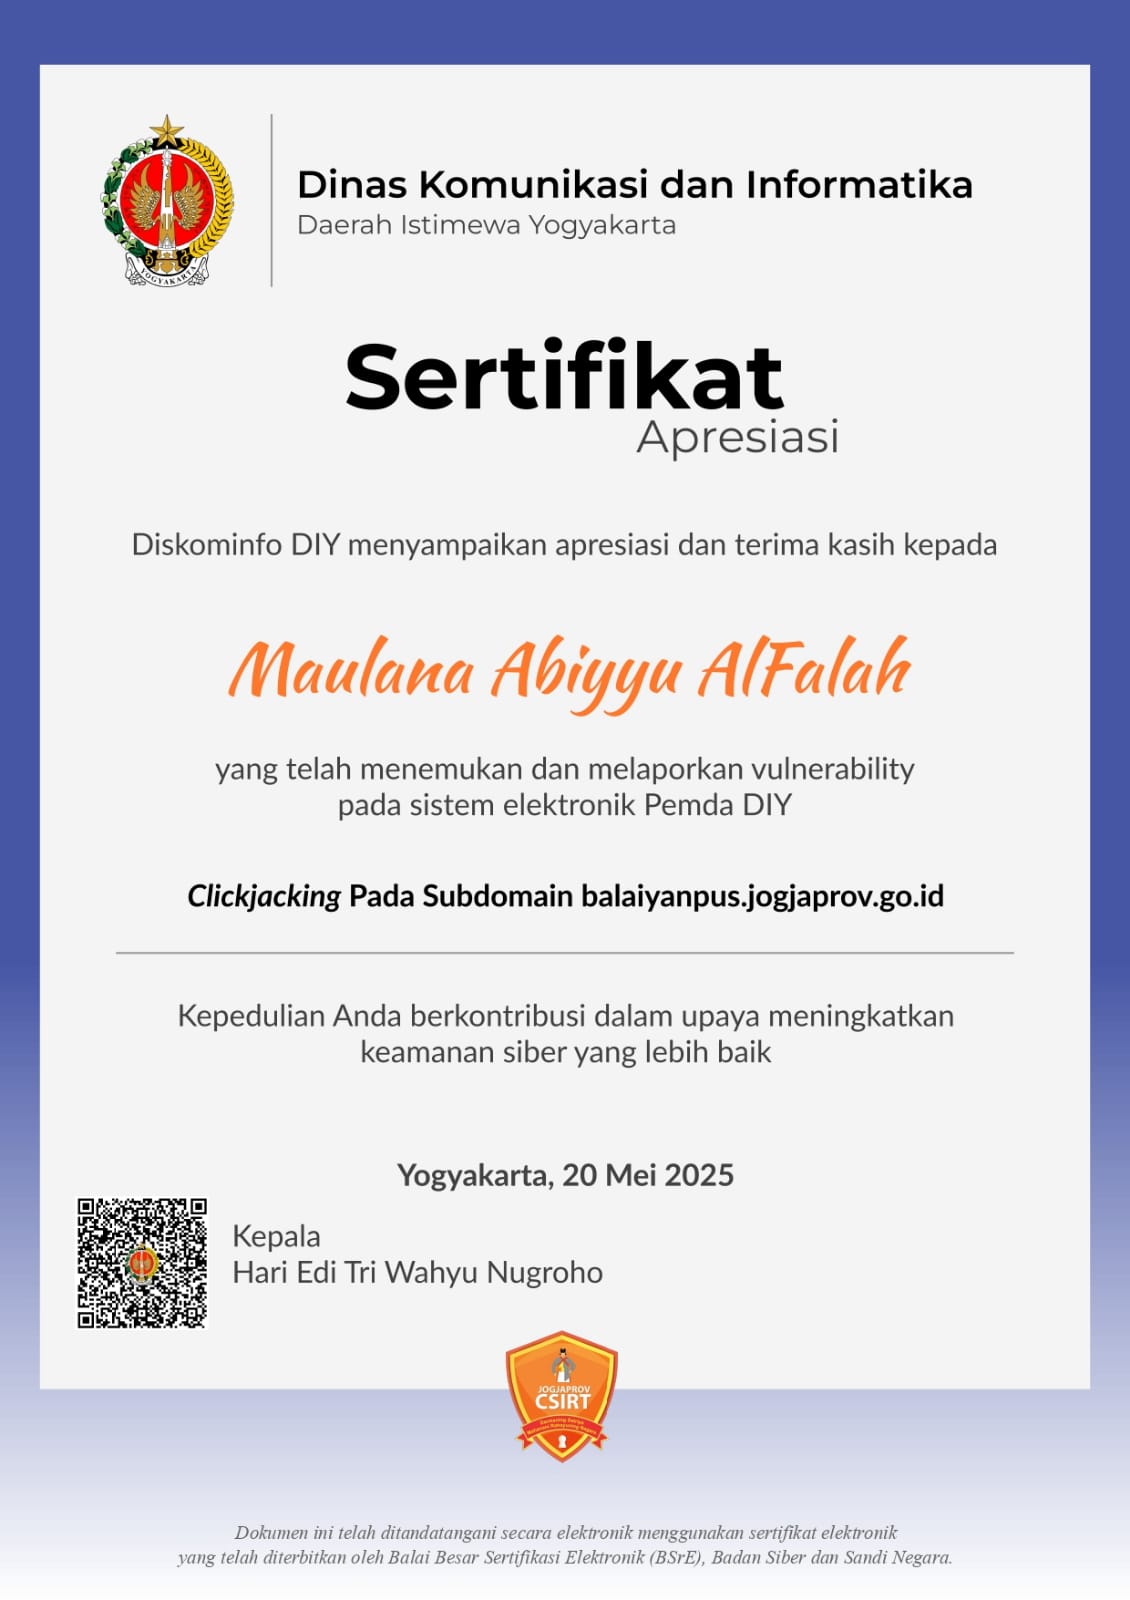 YOGYAKARTA
Dinas Komunikasi dan Informatika
Daerah Istimewa Yogyakarta
Sertifikat
Apresiasi
Diskominfo DIY menyampaikan apresiasi dan terima kasih kepada
Maulana Abiyyu AlFalah
yang telah menemukan dan melaporkan vulnerability
pada sistem elektronik Pemda DIY
Clickjacking Pada Subdomain balaiyanpus.jogjaprov.go.id
Kepedulian Anda berkontribusi dalam upaya meningkatkan
keamanan siber yang lebih baik
Yogyakarta, 20 Mei 2025
Kepala
Hari Edi Tri Wahyu Nugroho
JOGJAPROV
CSIRT
Dokumen ini telah ditandatangani secara elektronik menggunakan sertifikat elektronik
yang telah diterbitkan oleh Balai Besar Sertifikasi Elektronik (BSrE), Badan Siber dan Sandi Negara.